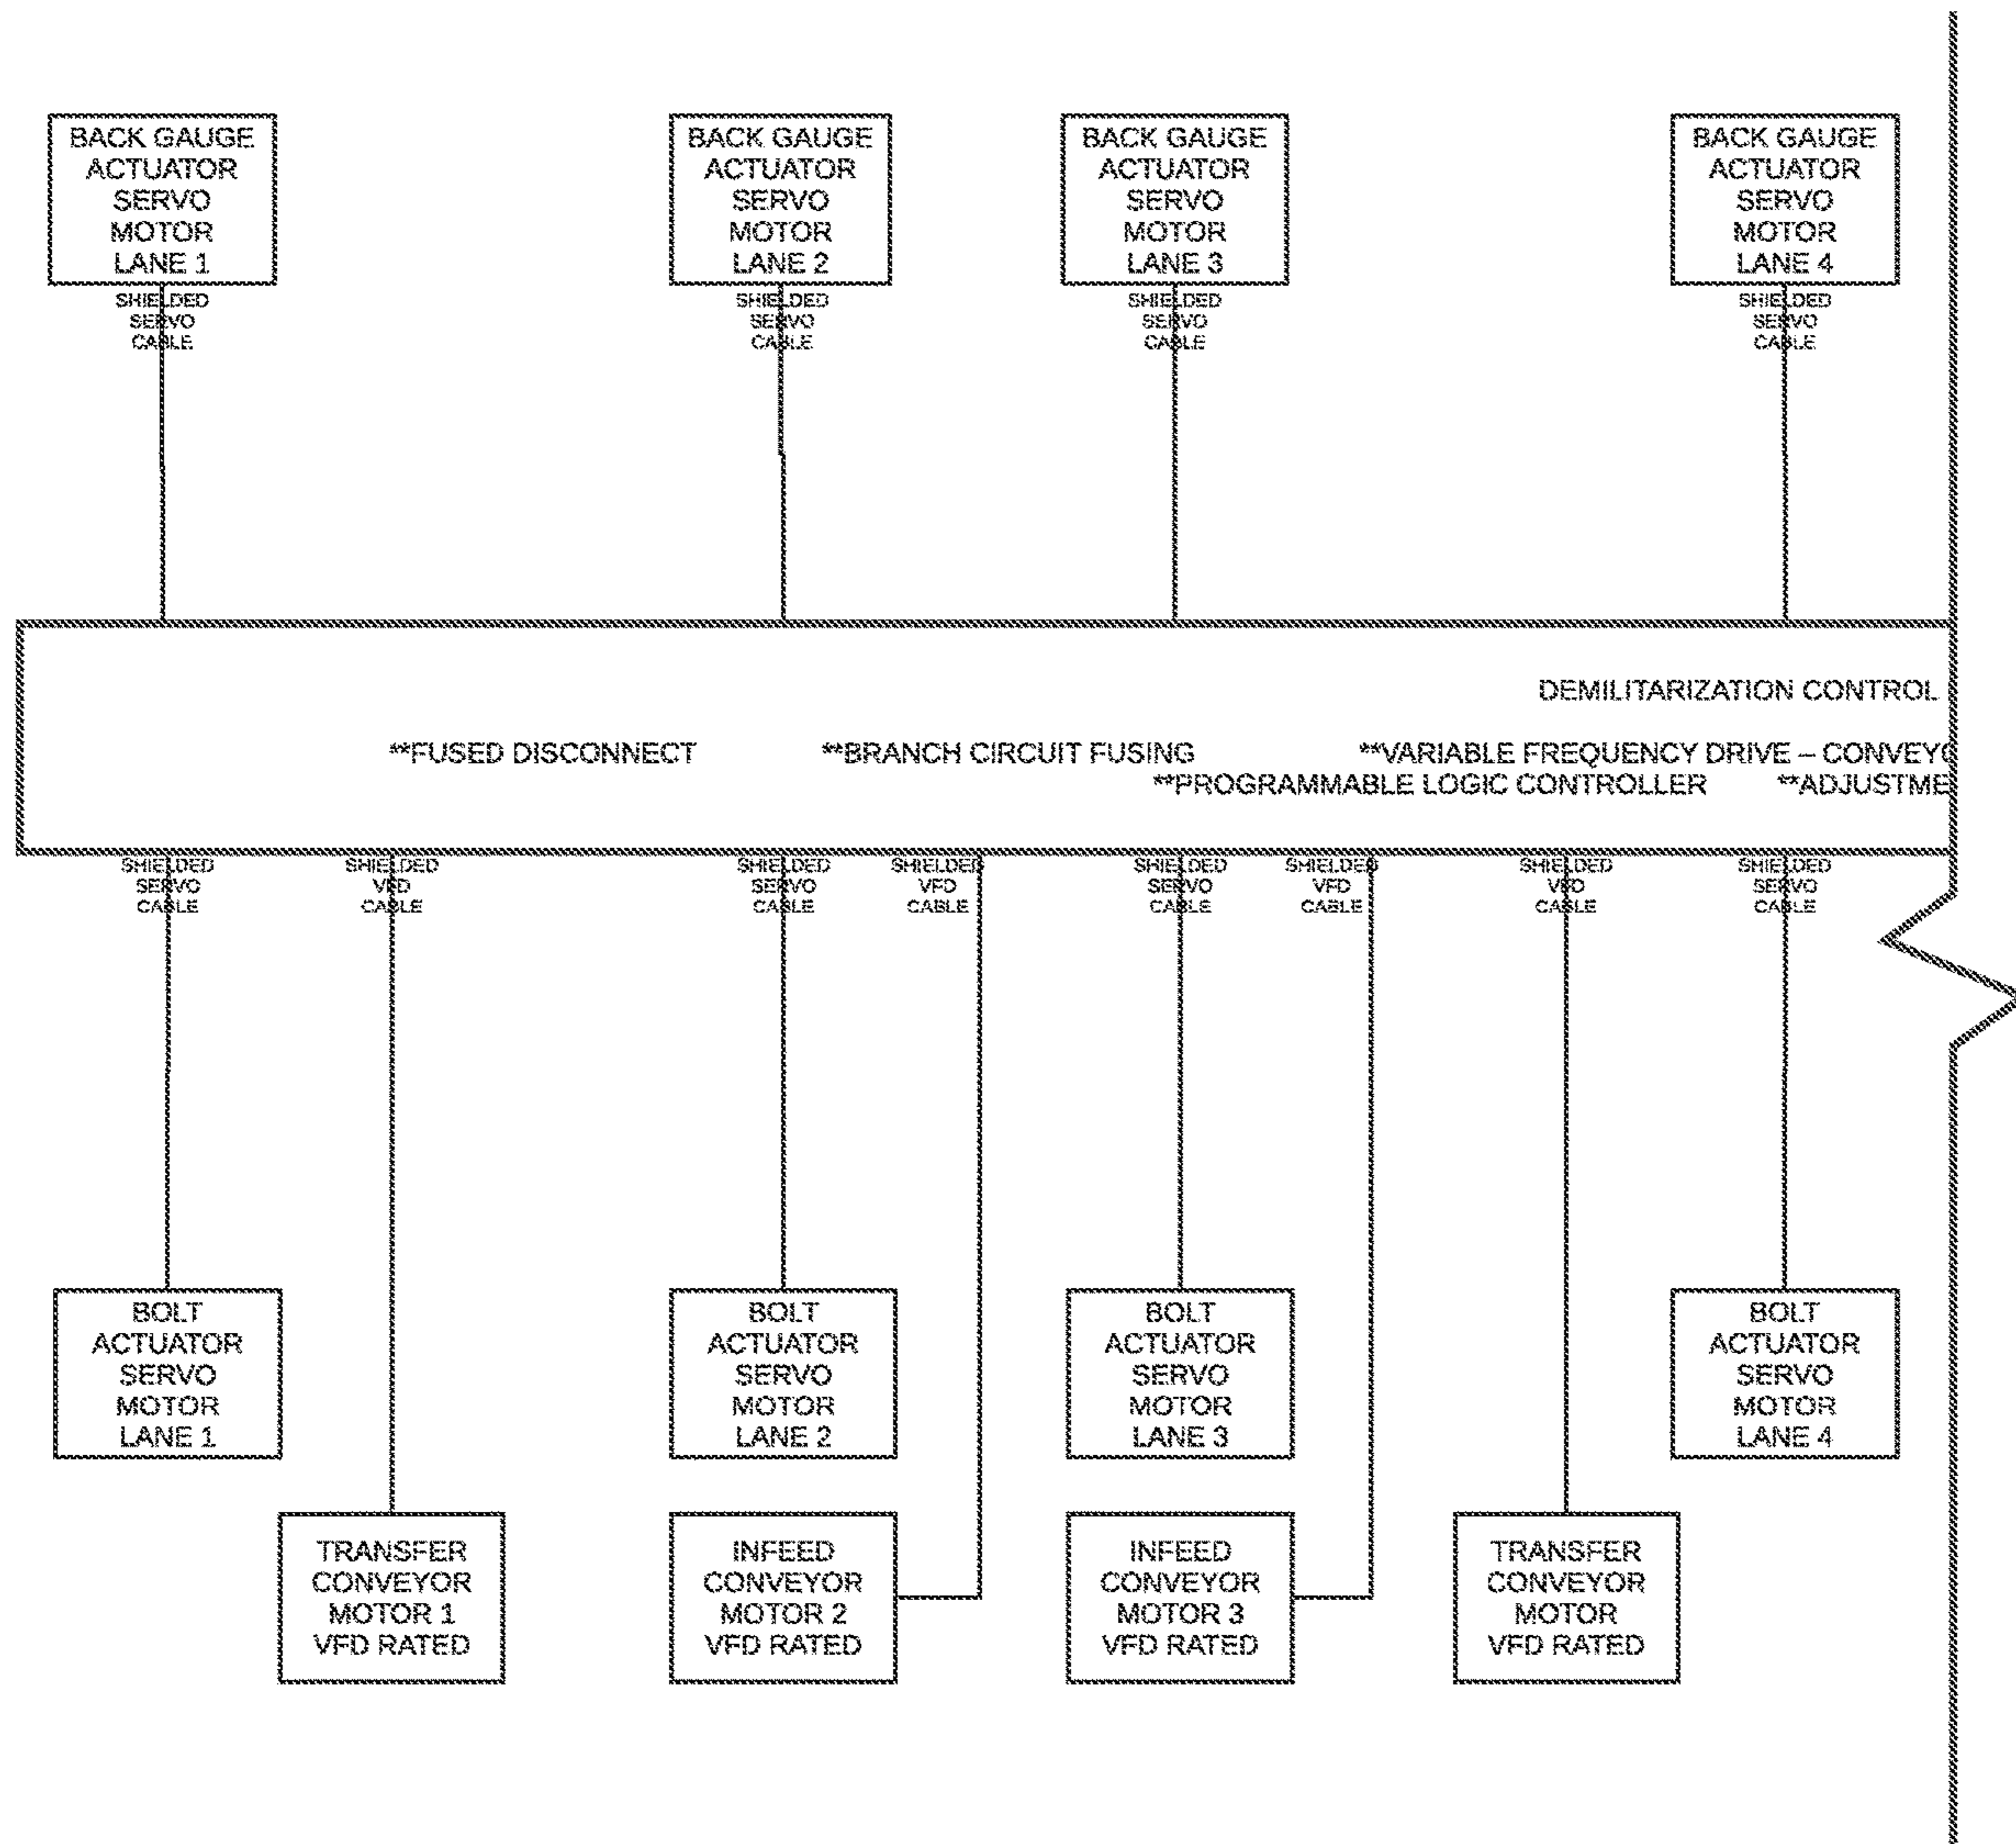 BACK GAUGE
ACTUATOR
SERVO
MOTOR
LANE 1
BACK GAUGE
ACTUATOR
SERVO
MOTOR
LANE 2
BACK GAUGE
ACTUATOR
SERVO
MOTOR
LANE 3
BACK GAUGE
ACTUATOR
SERVO
MOTOR
LANE 4
SHIELDED
SERVO
CABLE
SHIELDED
SERVO
CABLE
SHIELDED
SERVO
CABLE
SHIELDED
SERVO
CABLE
DEMILITARIZATION CONTROL
**FUSED DISCONNECT **BRANCH CIRCUIT FUSING **VARIABLE FREQUENCY DRIVE – CONVEYO
**PROGRAMMABLE LOGIC CONTROLLER **ADJUSTME
SHIELDED
SERVO
CABLE
SHIELDED
VFD
CABLE
SHIELDED
SERVO
CABLE
SHIELDED
VFD
CABLE
SHIELDED
SERVO
CABLE
SHIELDED
VFD
CABLE
SHIELDED
VFD
CABLE
SHIELDED
SERVO
CABLE
BOLT
ACTUATOR
SERVO
MOTOR
LANE 1
BOLT
ACTUATOR
SERVO
MOTOR
LANE 2
BOLT
ACTUATOR
SERVO
MOTOR
LANE 3
BOLT
ACTUATOR
SERVO
MOTOR
LANE 4
TRANSFER
CONVEYOR
MOTOR 1
VFD RATED
INFEED
CONVEYOR
MOTOR 2
VFD RATED
INFEED
CONVEYOR
MOTOR 3
VFD RATED
TRANSFER
CONVEYOR
MOTOR
VFD RATED